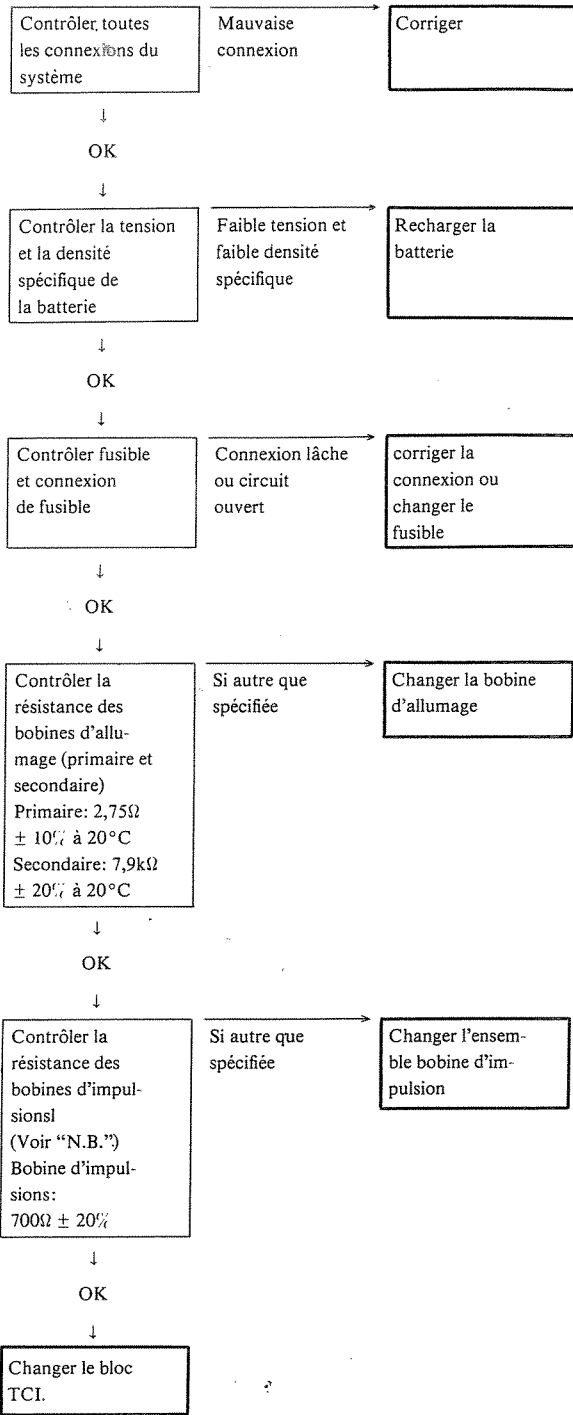 Contrôler, toutes
les connexions du
système
Mauvaise
connexion
Corriger
↓
OK
↓
Contrôler la tension
et la densité
spécifique de
la batterie
Faible tension et
faible densité
spécifique
Recharger la
batterie
↓
OK
↓
Contrôler fusible
et connexion
de fusible
Connexion lâche
ou circuit
ouvert
corriger la
connexion ou
changer le
fusible
↓
OK
↓
Contrôler la
résistance des
bobines d'allu-
mage (primaire et
secondaire)
Primaire: 2,75Ω
± 10% à 20°C
Secondaire: 7,9kΩ
± 20% à 20°C
Si autre que
spécifiée
Changer la bobine
d'allumage
↓
OK
↓
Contrôler la
résistance des
bobines d'impul-
sionsl
(Voir “N.B.”)
Bobine d'impul-
sions:
700Ω ± 20%
Si autre que
spécifiée
Changer l'ensem-
ble bobine d'im-
pulsion
↓
OK
↓
Changer le bloc
TCI.